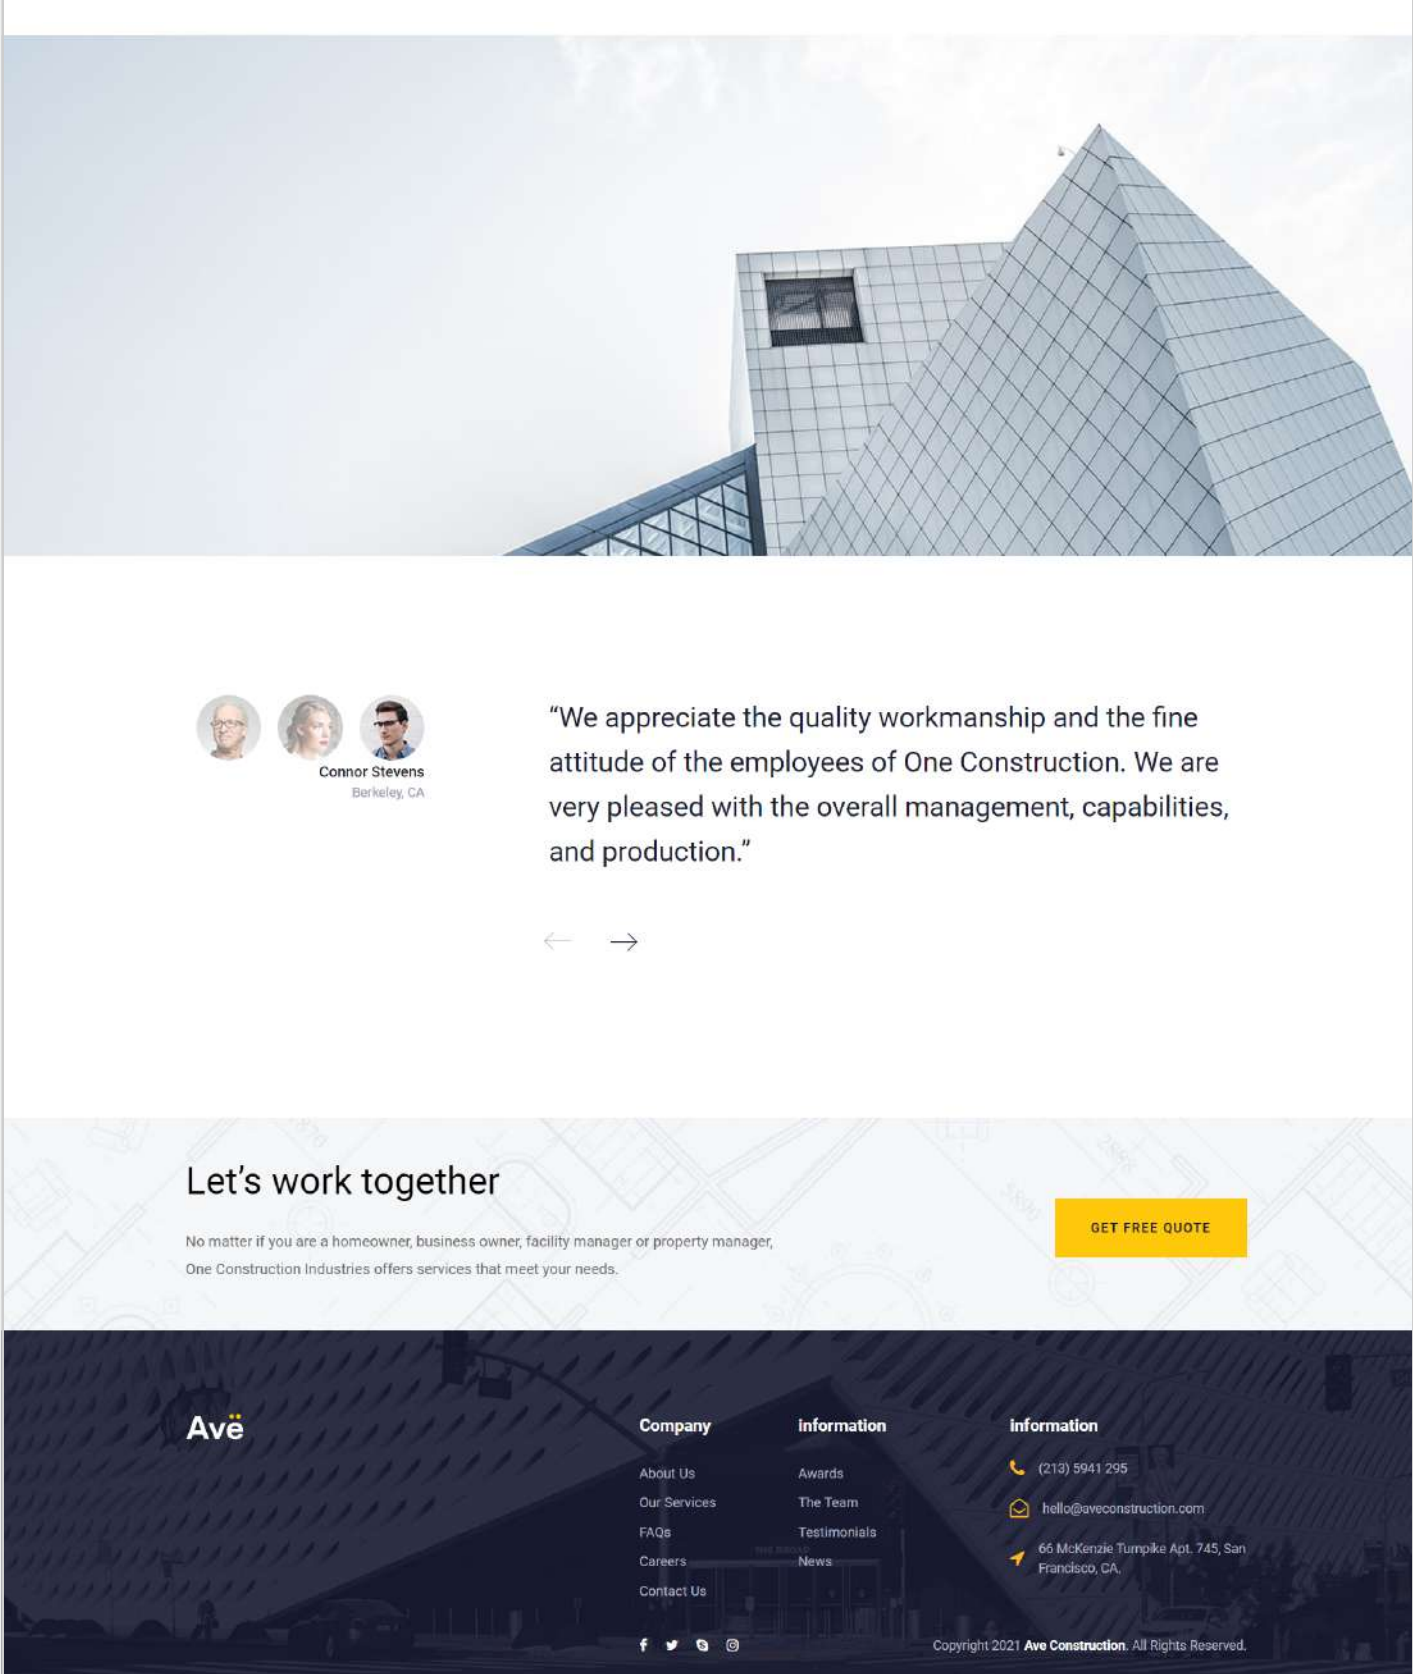 Connor Stevens
Berkeley, CA
“We appreciate the quality workmanship and the fine
attitude of the employees of One Construction. We are
very pleased with the overall management, capabilities,
and production.”
Let’s work together
No matter if you are a homeowner, business owner, facility manager or property manager,
One Construction Industries offers services that meet your needs.
GET FREE QUOTE
Avë
Company
About Us
Our Services
FAQs
Careers
Contact Us
information
Awards
The Team
Testimonials
News
information
(213) 5941 295
hello@aveconstruction.com
66 McKenzie Turnpike Apt. 745, San
Francisco, CA.
Copyright 2021 Ave Construction. All Rights Reserved.